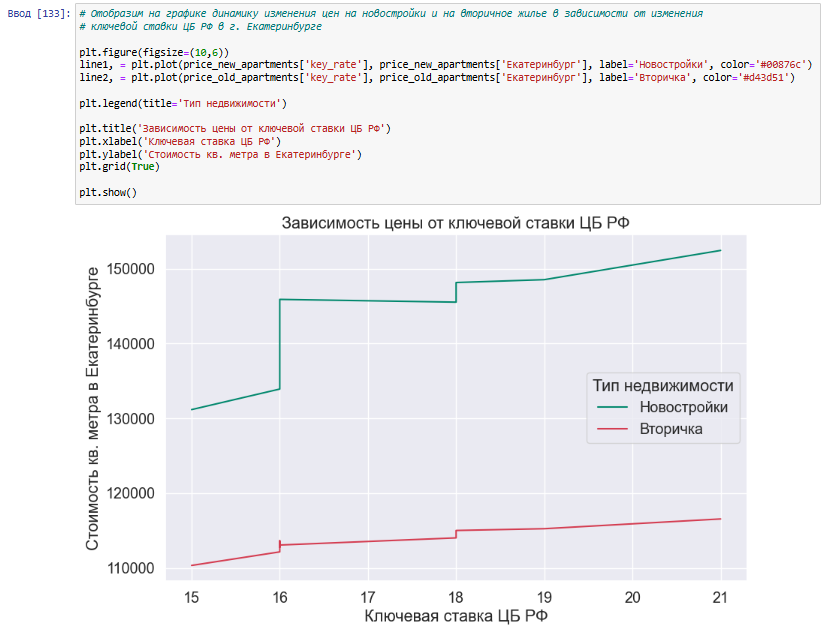 Ввод [133]:
# Отобразим на графике динамику изменения цен на новостройки и на вторичное жилье в зависимости от изменения
# ключевой ставки ЦБ РФ в г. Екатеринбурге
plt.figure(figsize=(10,6))
line1, = plt.plot(price_new_apartments['key_rate'], price_new_apartments['Екатеринбург'], label='Новостройки', color='#00876c')
line2, = plt.plot(price_old_apartments['key_rate'], price_old_apartments['Екатеринбург'], label='Вторичка', color='#d43d51')
plt.legend(title='Тип недвижимости')
plt.title('Зависимость цены от ключевой ставки ЦБ РФ')
plt.xlabel('Ключевая ставка ЦБ РФ')
plt.ylabel('Стоимость кв. метра в Екатеринбурге')
plt.grid(True)
plt.show()
Зависимость цены от ключевой ставки ЦБ РФ
Стоимость кв. метра в Екатеринбурге
150000
140000
130000
120000
110000
Тип недвижимости
Новостройки
Вторичка
15 16 17 18 19 20 21
Ключевая ставка ЦБ РФ